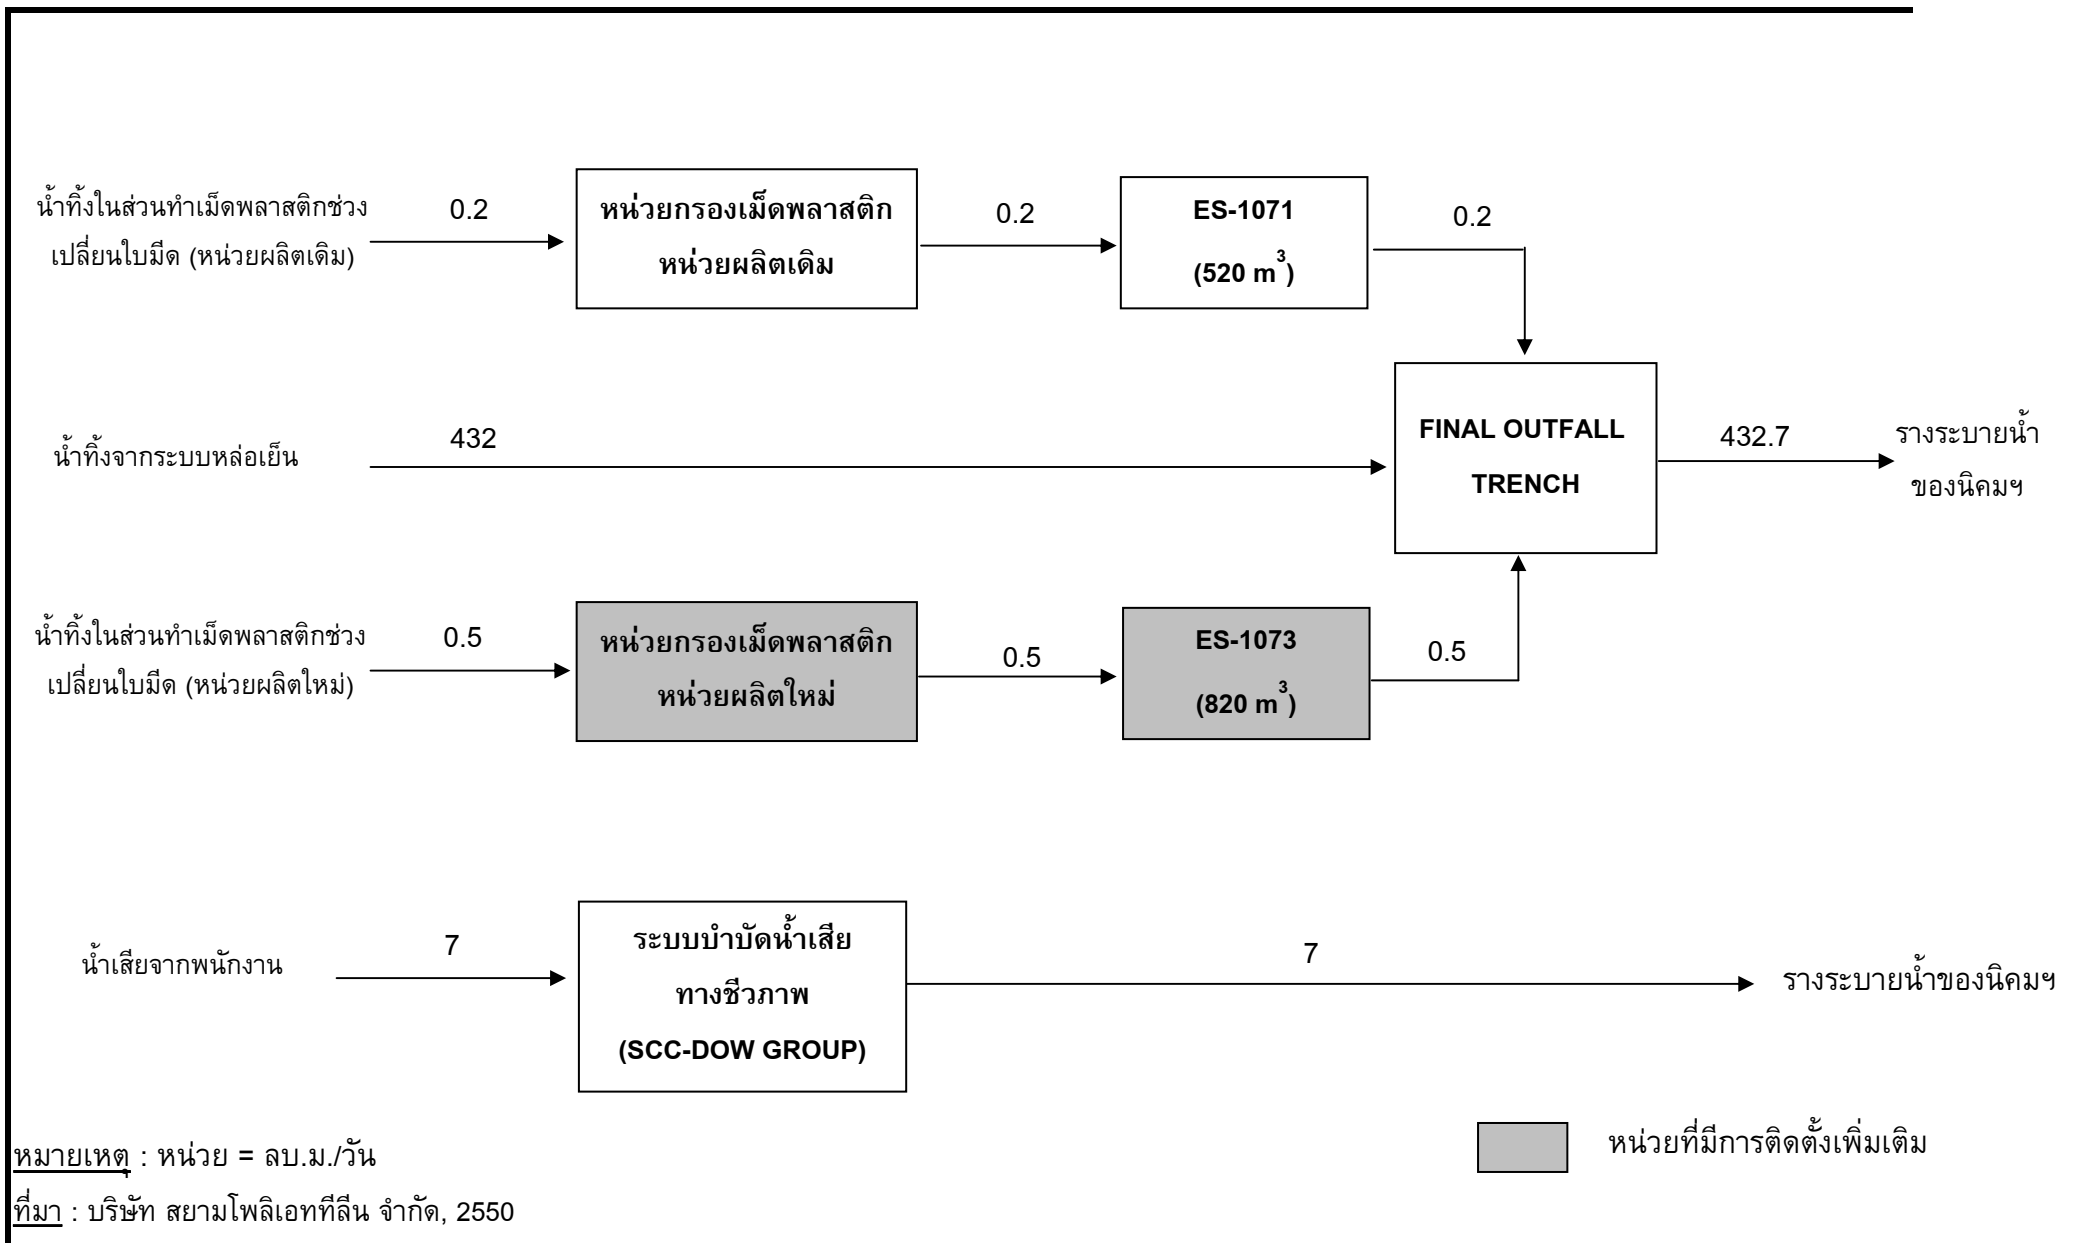 น้ำทิ้งในส่วนทำเม็ดพลาสติกช่วง
เปลี่ยนใบมีด (หน่วยผลิตเดิม)
0.2
หน่วยกรองเม็ดพลาสติก
หน่วยผลิตเดิม
0.2
ES-1071
(520 m³)
0.2
น้ำทิ้งจากระบบหล่อเย็น
432
FINAL OUTFALL
TRENCH
432.7
รางระบายน้ำ
ของนิคมฯ
น้ำทิ้งในส่วนทำเม็ดพลาสติกช่วง
เปลี่ยนใบมีด (หน่วยผลิตใหม่)
0.5
หน่วยกรองเม็ดพลาสติก
หน่วยผลิตใหม่
0.5
ES-1073
(820 m³)
0.5
น้ำเสียจากพนักงาน
7
ระบบบำบัดน้ำเสีย
ทางชีวภาพ
(SCC-DOW GROUP)
7
รางระบายน้ำของนิคมฯ
หน่วยที่มีการติดตั้งเพิ่มเติม
หมายเหตุ : หน่วย = ลบ.ม./วัน
ที่มา : บริษัท สยามโพลิเอททีลีน จำกัด, 2550